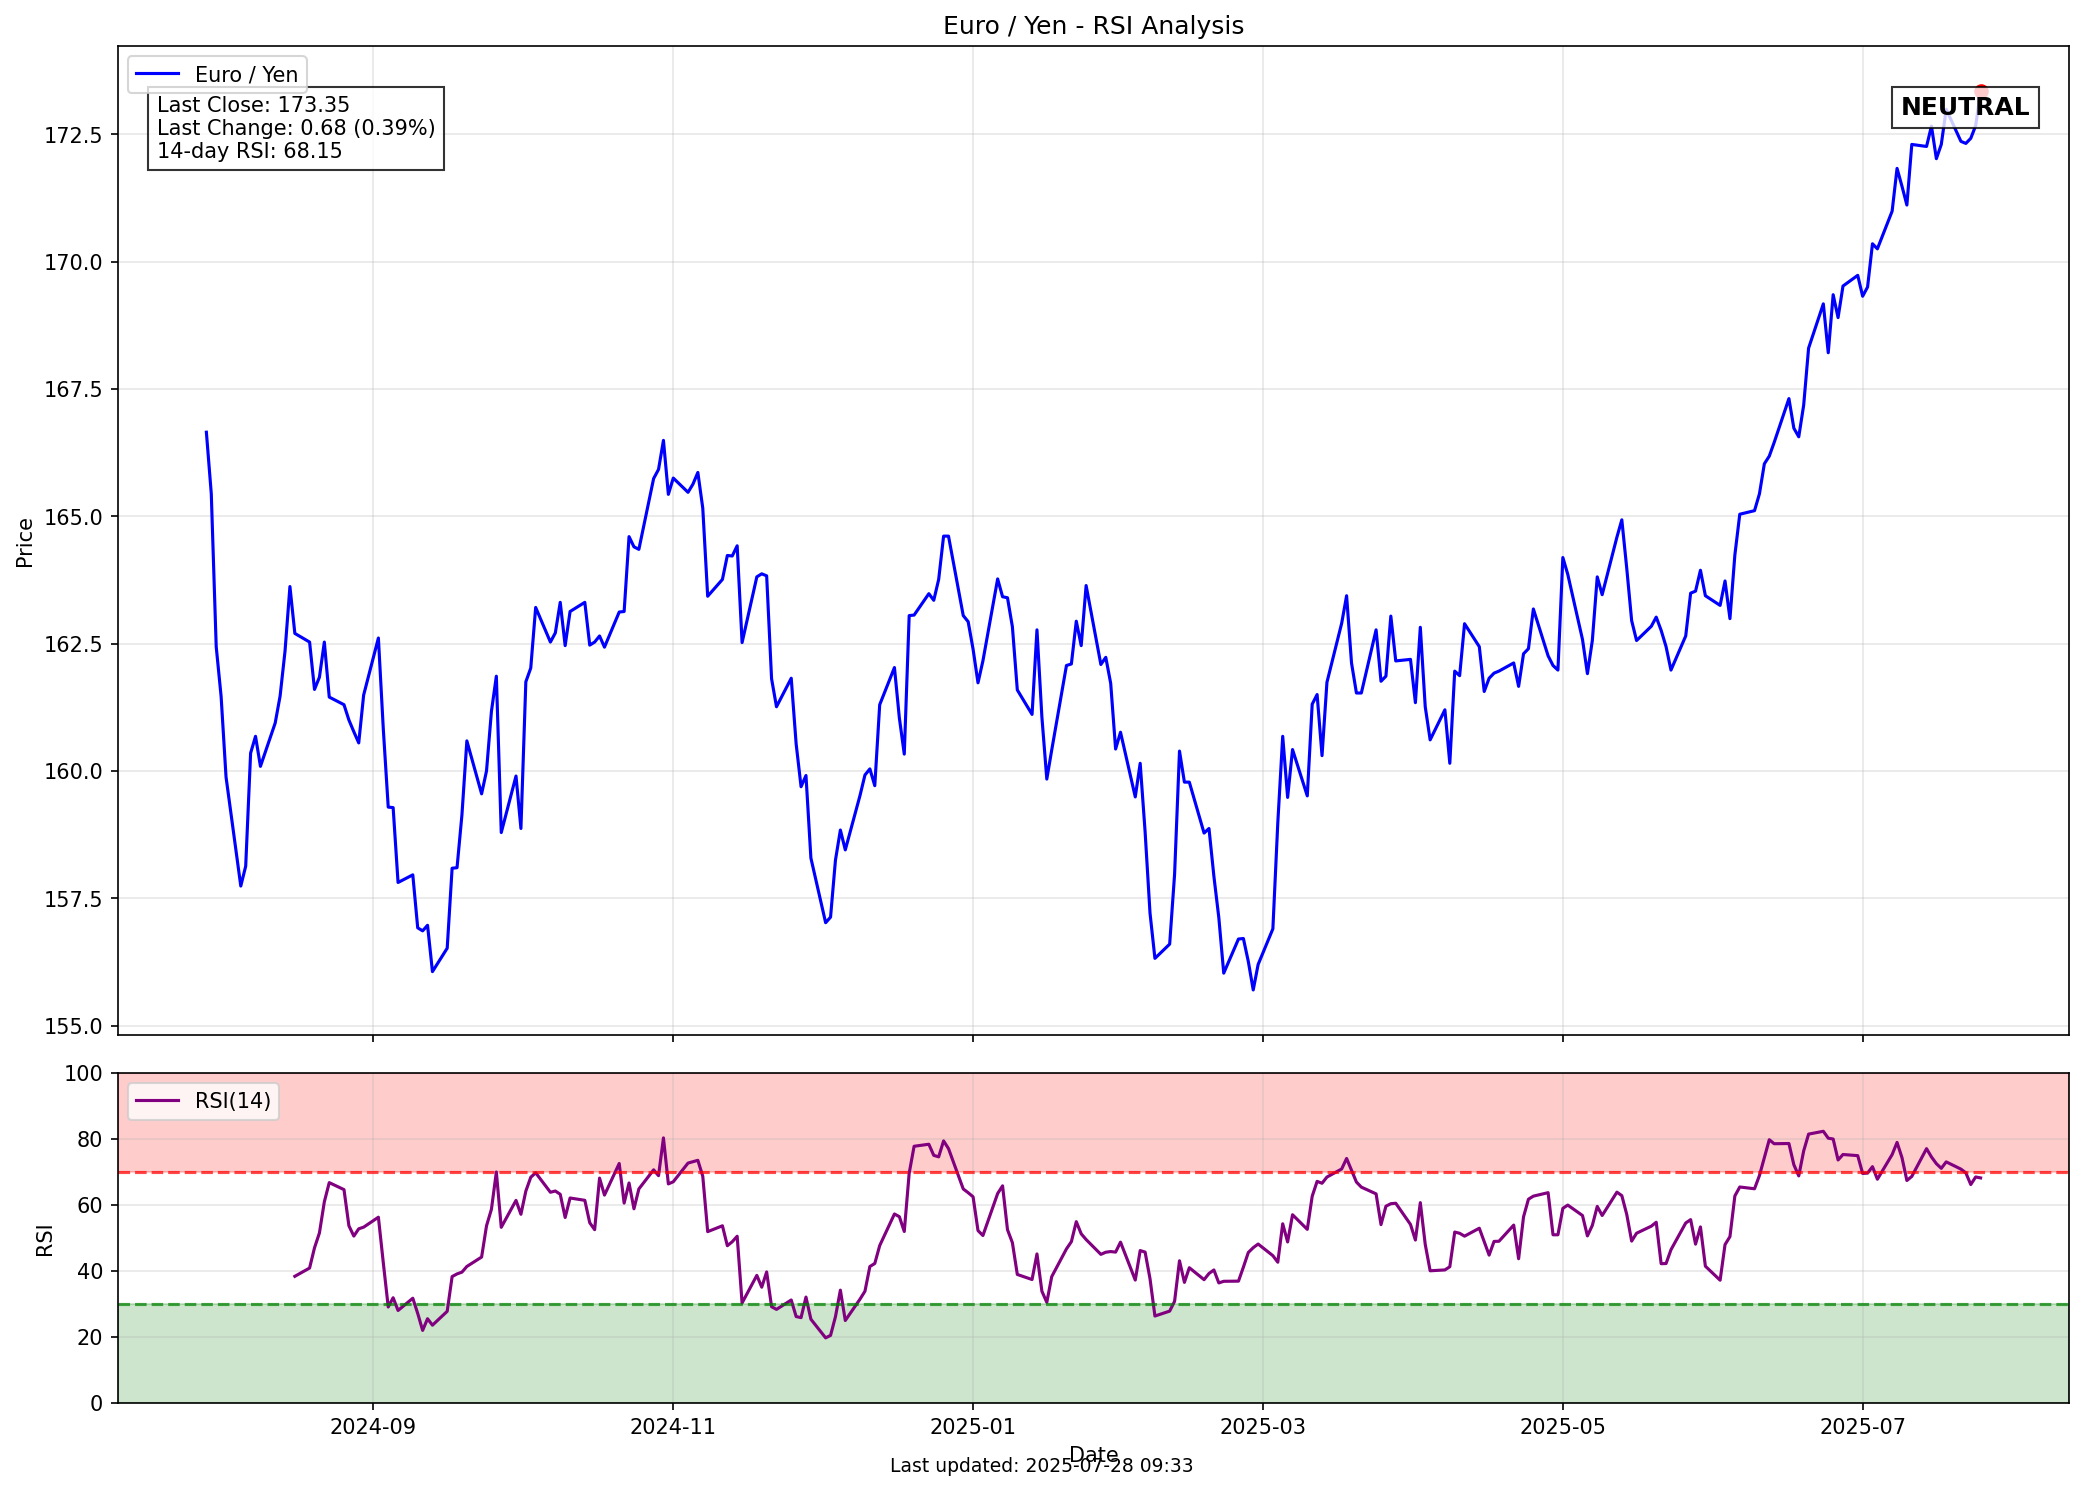 Euro / Yen - RSI Analysis
Euro / Yen
Last Close: 173.35
Last Change: 0.68 (0.39%)
14-day RSI: 68.15
NEUTRAL
Price
172.5
170.0
167.5
165.0
162.5
160.0
157.5
155.0
RSI(14)
RSI
100
80
60
40
20
0
2024-09
2024-11
2025-01
2025-03
2025-05
2025-07
Date
Last updated: 2025-07-28 09:33